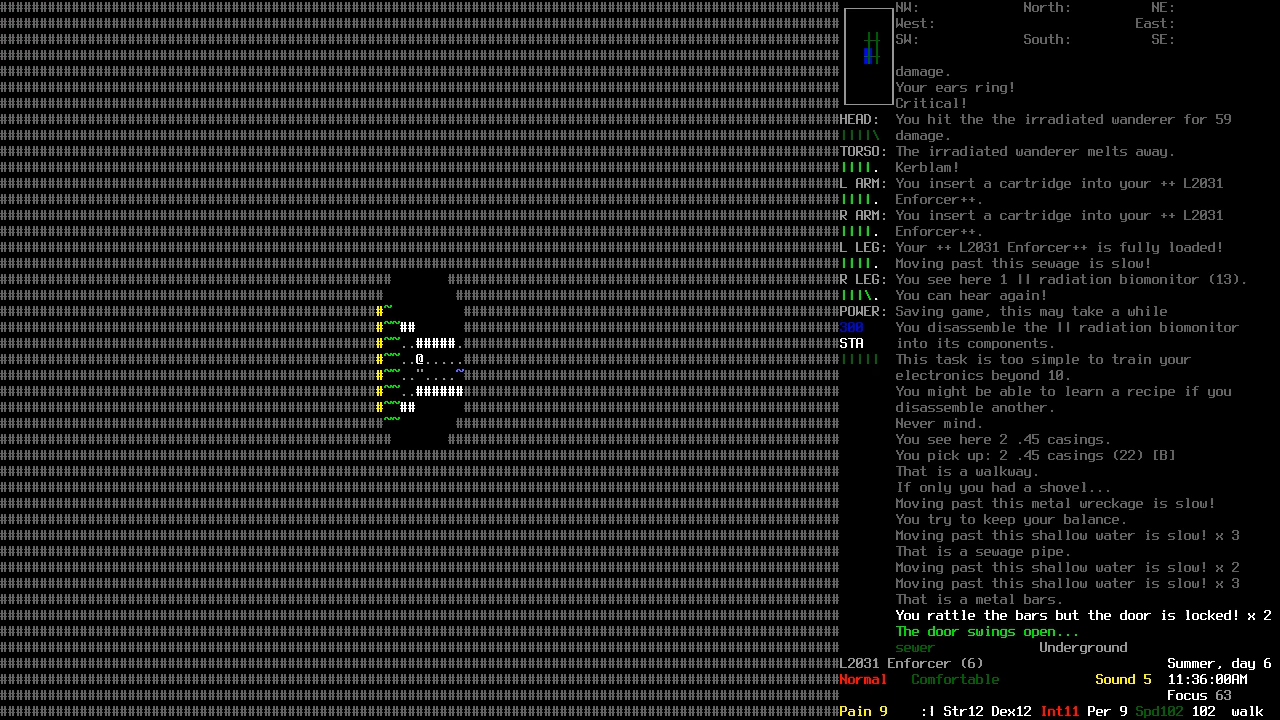 NW: North: NE:
West: East:
SW: South: SE:
damage.
Your ears ring!
Critical!
HEAD: You hit the the irradiated wanderer for 59
||||\ damage.
TORSO: The irradiated wanderer melts away.
||||. Kerblam!
L ARM: You insert a cartridge into your ++ L2031
||||. Enforcer++.
R ARM: You insert a cartridge into your ++ L2031
||||. Enforcer++.
L LEG: Your ++ L2031 Enforcer++ is fully loaded!
||||. Moving past this sewage is slow!
R LEG: You see here 1 || radiation biomonitor (13).
|||\. You can hear again!
POWER: Saving game, this may take a while
300 You disassemble the || radiation biomonitor
STA into its components.
||||| This task is too simple to train your
electronics beyond 10.
You might be able to learn a recipe if you
disassemble another.
Never mind.
You see here 2 .45 casings.
You pick up: 2 .45 casings (22) [B]
That is a walkway.
If only you had a shovel...
Moving past this metal wreckage is slow!
You try to keep your balance.
Moving past this shallow water is slow! x 3
That is a sewage pipe.
Moving past this shallow water is slow! x 2
Moving past this shallow water is slow! x 3
That is a metal bars.
You rattle the bars but the door is locked! x 2
The door swings open...
sewer Underground
L2031 Enforcer (6) Summer, day 6
Normal Comfortable Sound 5 11:36:00AM
Focus 63
Pain 9 :| Str12 Dex12 Int11 Per 9 Spd102 102 walk